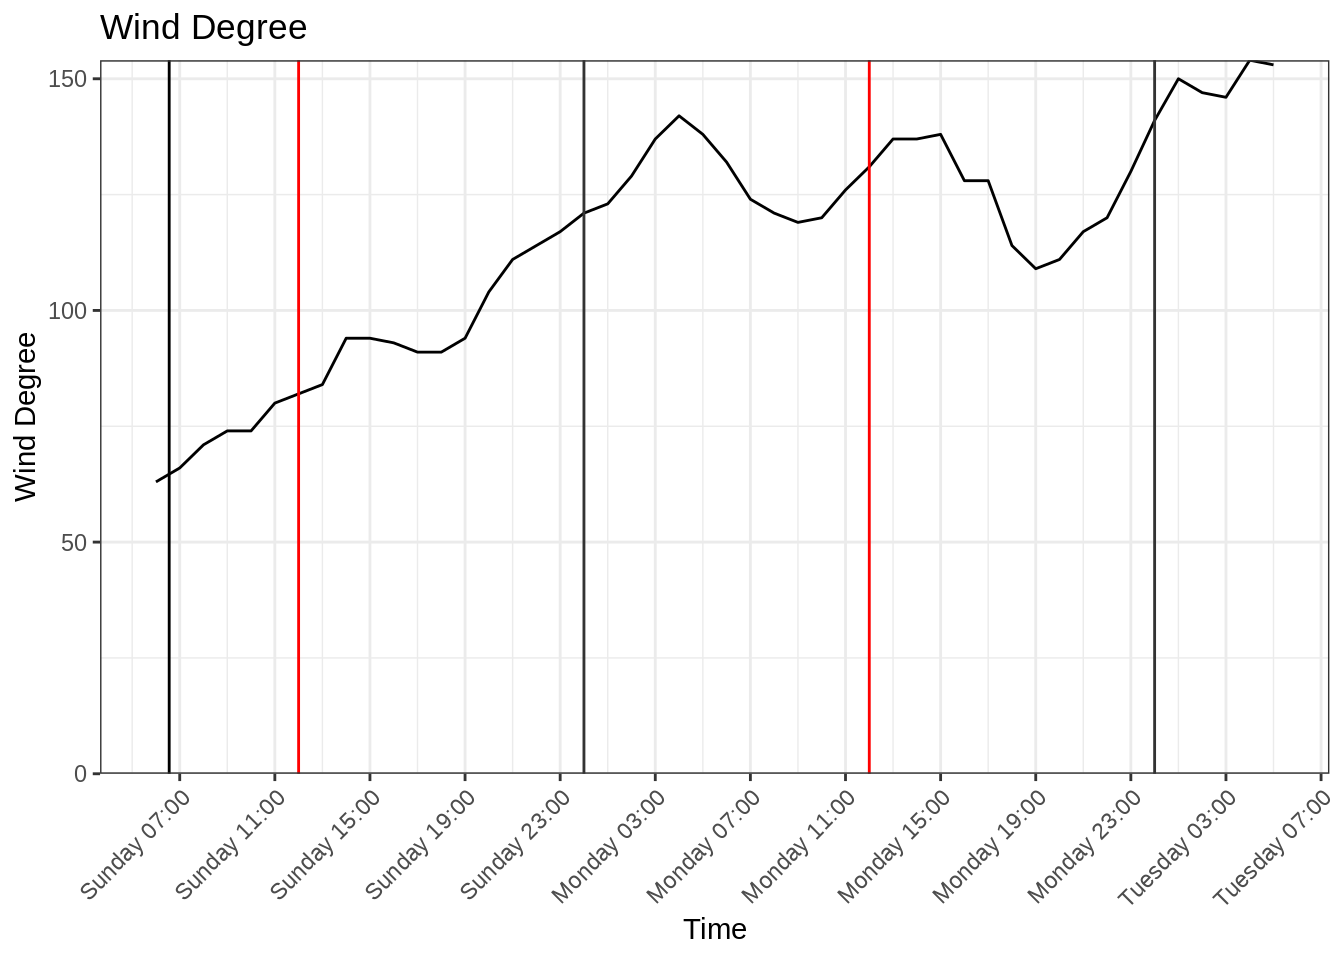 Wind Degree
150
100
50
0
Wind Degree
Sunday 07:00
Sunday 11:00
Sunday 15:00
Sunday 19:00
Sunday 23:00
Monday 03:00
Monday 07:00
Monday 11:00
Monday 15:00
Monday 19:00
Monday 23:00
Tuesday 03:00
Tuesday 07:00
Time